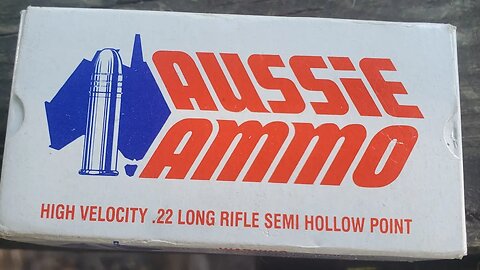 AUSSiE
AMMO
HIGH VELOCITY .22 LONG RIFLE SEMI HOLLOW POINT